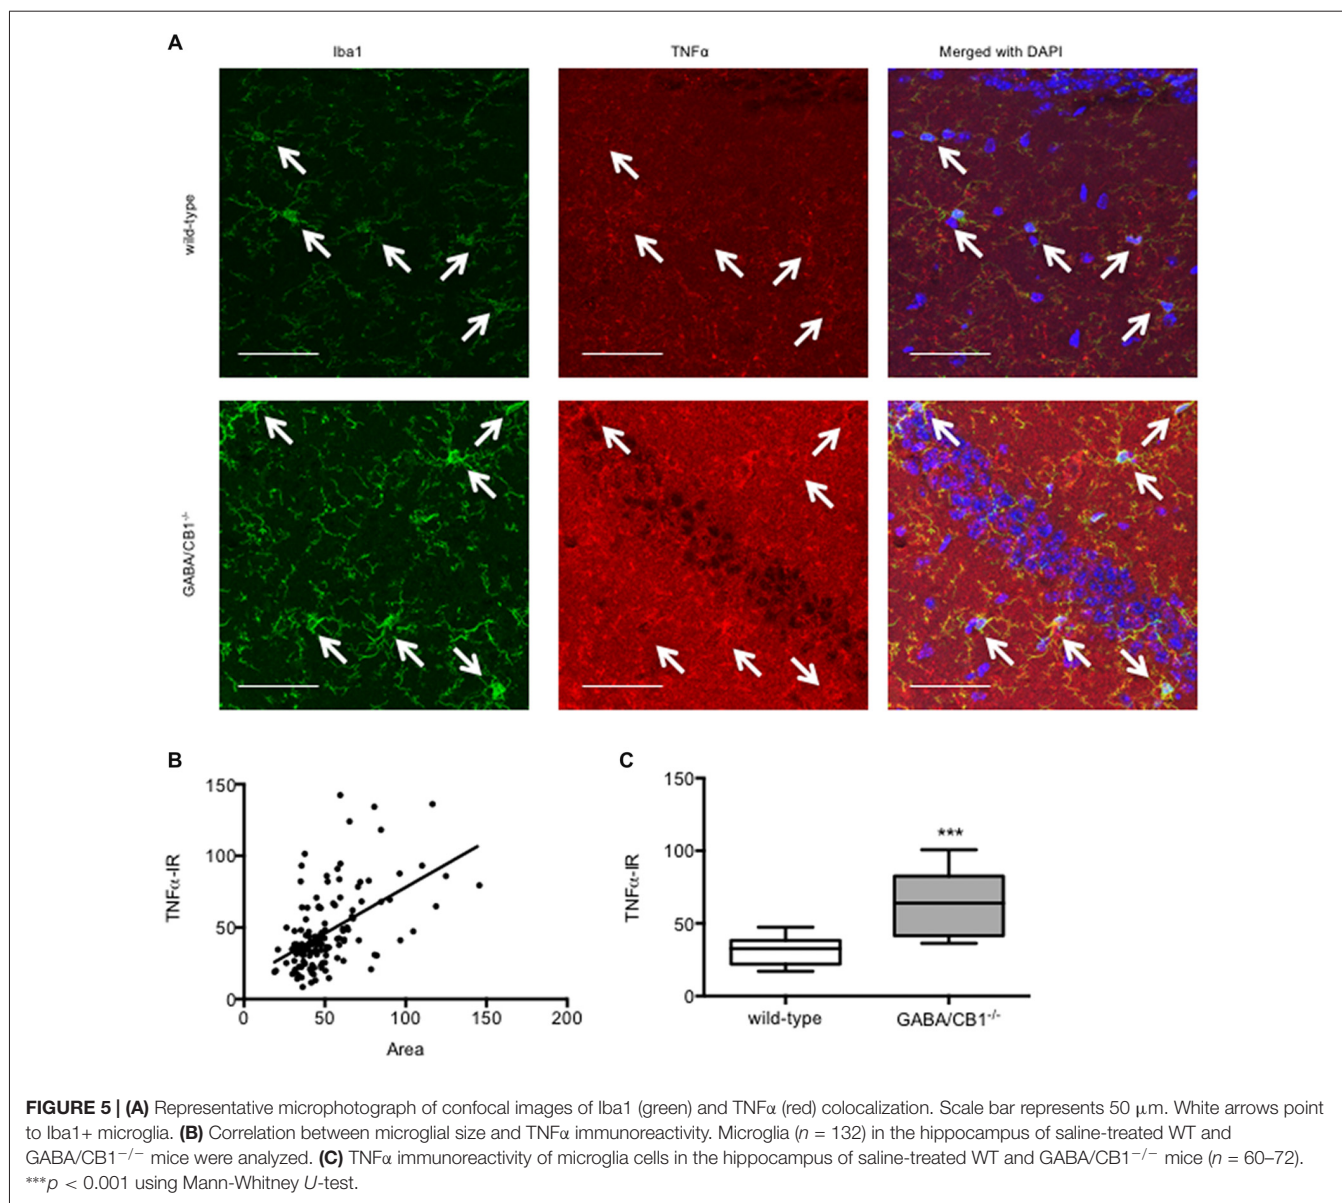 A
Iba1 TNFα Merged with DAPI
wild-type
GABA/CB1-/-
B
150
100
50
0
TNFα-IR
0 50 100 150 200
Area
C
150
100
50
0
TNFα-IR
***
wild-type GABA/CB1-/-
FIGURE 5 | (A) Representative microphotograph of confocal images of Iba1 (green) and TNFα (red) colocalization. Scale bar represents 50 μm. White arrows point
to Iba1+ microglia. (B) Correlation between microglial size and TNFα immunoreactivity. Microglia (n = 132) in the hippocampus of saline-treated WT and
GABA/CB1−/− mice were analyzed. (C) TNFα immunoreactivity of microglia cells in the hippocampus of saline-treated WT and GABA/CB1−/− mice (n = 60–72).
***p < 0.001 using Mann-Whitney U-test.